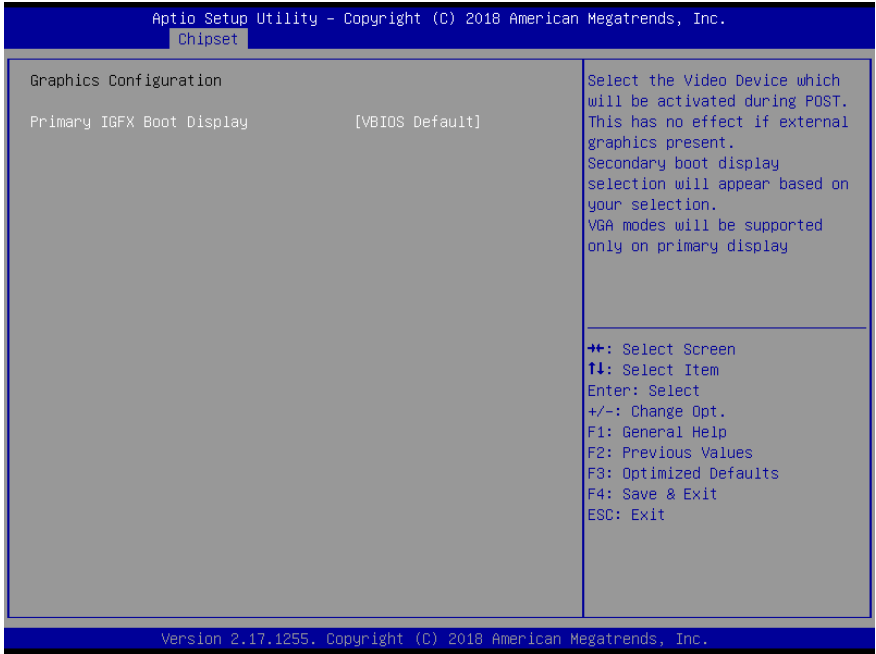 Aptio Setup Utility – Copyright (C) 2018 American Megatrends, Inc.
Chipset
Graphics Configuration
Primary IGFX Boot Display [VBIOS Default]
Select the Video Device which
will be activated during POST.
This has no effect if external
graphics present.
Secondary boot display
selection will appear based on
your selection.
VGA modes will be supported
only on primary display
→←: Select Screen
↑↓: Select Item
Enter: Select
+/-: Change Opt.
F1: General Help
F2: Previous Values
F3: Optimized Defaults
F4: Save & Exit
ESC: Exit
Version 2.17.1255. Copyright (C) 2018 American Megatrends, Inc.